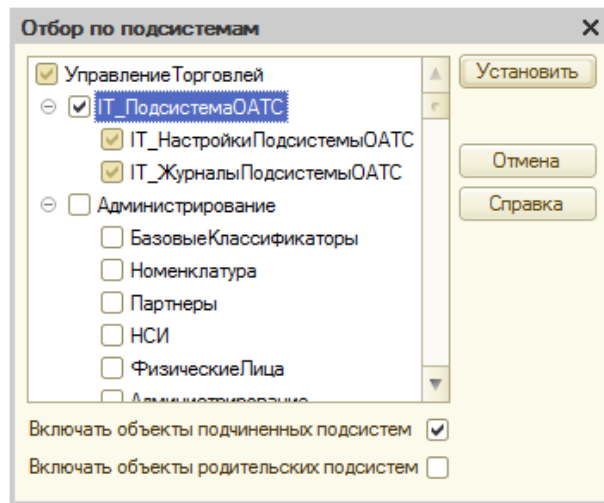 Отбор по подсистемам
УправлениеТорговлей
Установить
IT_ПодсистемаОАТС
IT_НастройкиПодсистемыОАТС
Отмена
IT_ЖурналыПодсистемыОАТС
Администрирование
Справка
БазовыеКлассификаторы
Номенклатура
Партнеры
НСИ
ФизическиеЛица
Администрирование
Включать объекты подчиненных подсистем
Включать объекты родительских подсистем